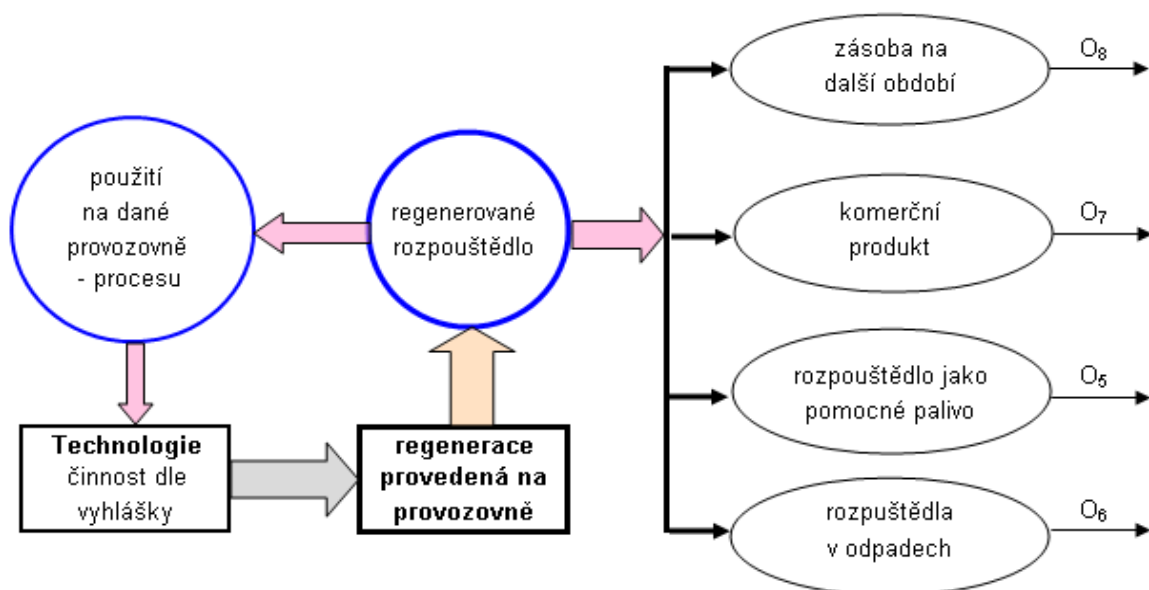 zásoba na
další období
O₈
použití
na dané
provozovně
- procesu
regenerované
rozpouštědlo
komerční
produkt
O₇
rozpouštědlo jako
pomocné palivo
O₅
Technologie
činnost dle
vyhlášky
regenerace
provedená na
provozovně
rozpuštědla
v odpadech
O₆